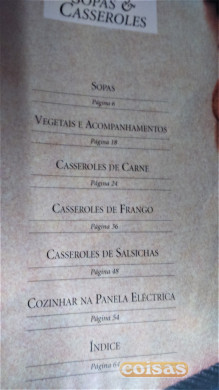 SOPAS &
CASSEROLES
SOPAS
Página 6
VEGETAIS E ACOMPANHAMENTOS
Página 18
CASSEROLES DE CARNE
Página 24
CASSEROLES DE FRANGO
Página 36
CASSEROLES DE SALSICHAS
Página 48
COZINHAR NA PANELA ELÉCTRICA
Página 54
ÍNDICE
Página
coisas